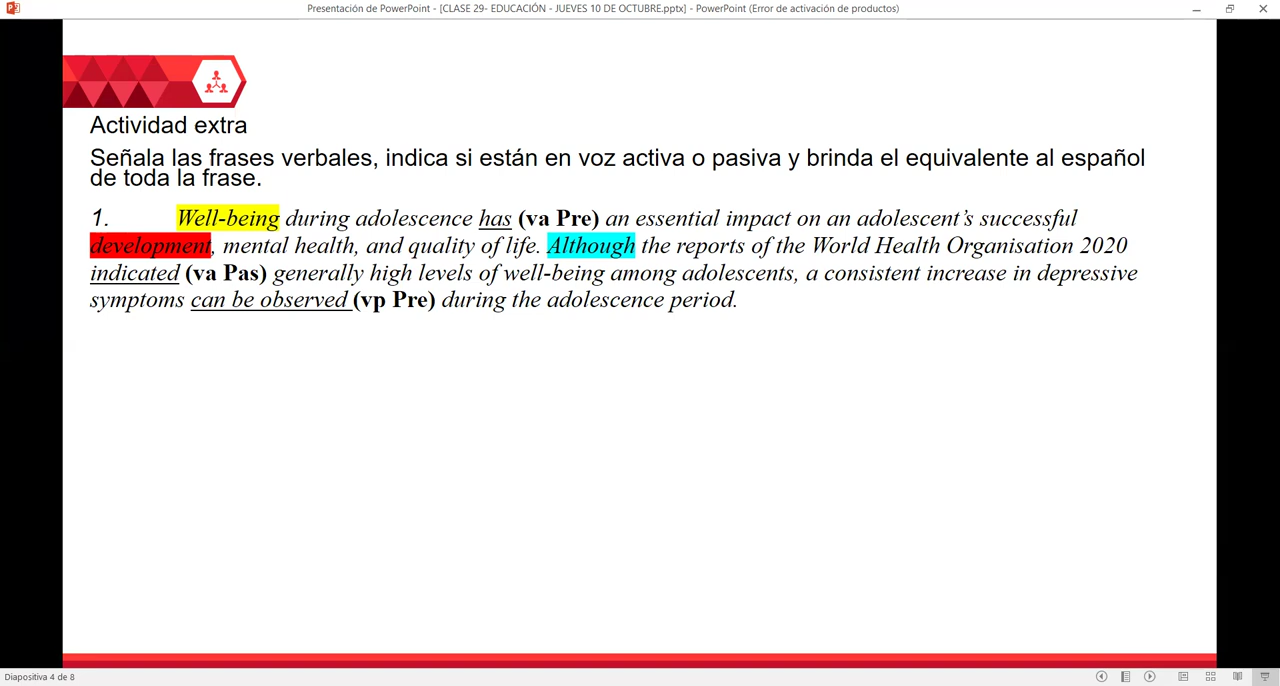 Presentación de PowerPoint - [CLASE 29- EDUCACIÓN - JUEVES 10 DE OCTUBRE.pptx] - PowerPoint (Error de activación de productos)
Actividad extra
Señala las frases verbales, indica si están en voz activa o pasiva y brinda el equivalente al español
de toda la frase.
1. Well-being during adolescence has (va Pre) an essential impact on an adolescent’s successful
development, mental health, and quality of life. Although the reports of the World Health Organisation 2020
indicated (va Pas) generally high levels of well-being among adolescents, a consistent increase in depressive
symptoms can be observed (vp Pre) during the adolescence period.
Diapositiva 4 de 8